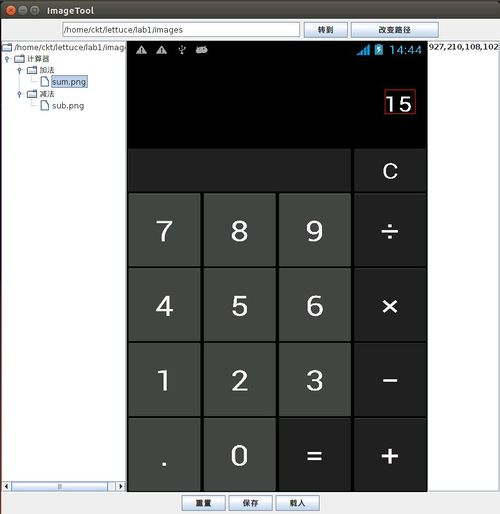 ImageTool
/home/ckt/lettuce/lab1/images
转到
改变路径
/home/ckt/lettuce/lab1/imag
计算器
加法
sum.png
减法
sub.png
14:44
15
C
7 8 9 ÷
4 5 6 ×
1 2 3 −
. 0 = +
927,210,108,102
重置
保存
载入